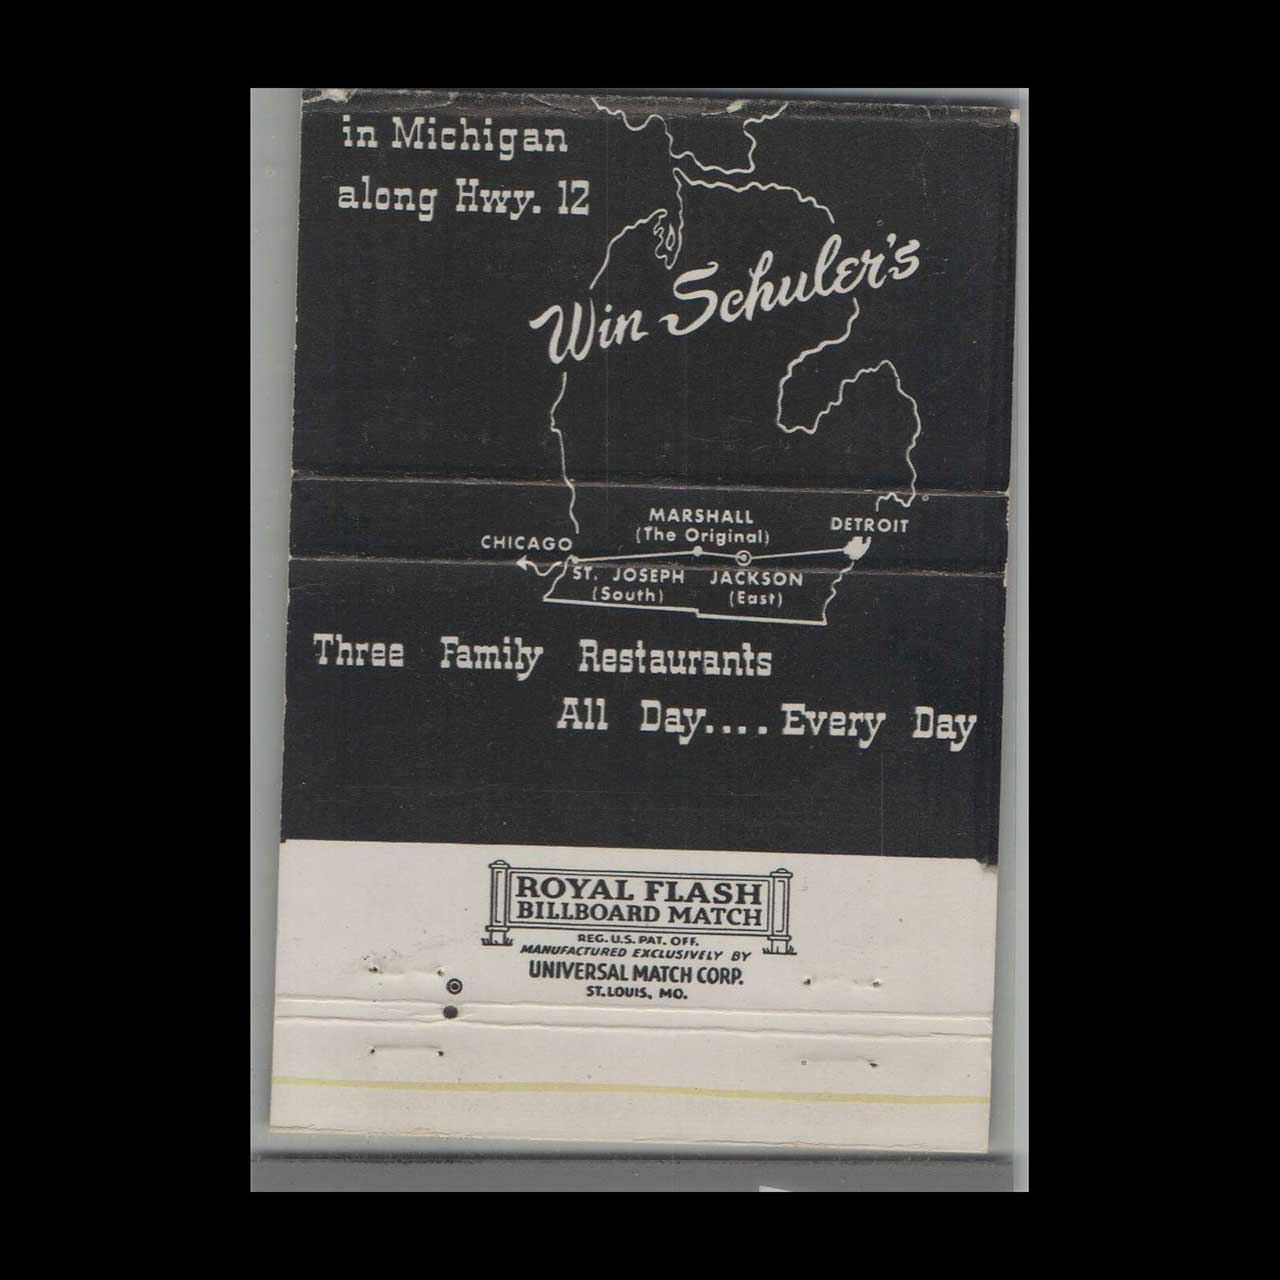 in Michigan
along Hwy. 12
Win Schuler's
MARSHALL
(The Original)
DETROIT
CHICAGO
ST. JOSEPH
(South)
JACKSON
(East)
Three Family Restaurants
All Day.... Every Day
ROYAL FLASH
BILLBOARD MATCH
REG. U.S. PAT. OFF.
MANUFACTURED EXCLUSIVELY BY
UNIVERSAL MATCH CORP.
ST. LOUIS, MO.